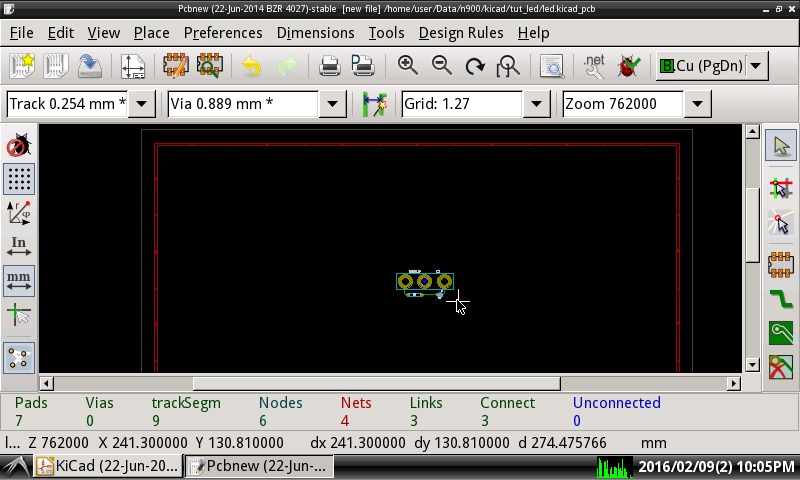 Pcbnew (22-Jun-2014 BZR 4027)-stable [new file] /home/user/Data/n900/kicad/tut_led/led.kicad_pcb
File Edit View Place Preferences Dimensions Tools Design Rules Help
.net
B.Cu (PgDn)
Track 0.254 mm * Via 0.889 mm * Grid: 1.27 Zoom 762000
In
mm
Pads Vias trackSegm Nodes Nets Links Connect Unconnected
7 0 9 6 4 3 3 0
l... Z 762000 X 241.300000 Y 130.810000 dx 241.300000 dy 130.810000 d 274.475766 mm
KiCad (22-Jun-20... Pcbnew (22-Jun-... 2016/02/09(2) 10:05PM